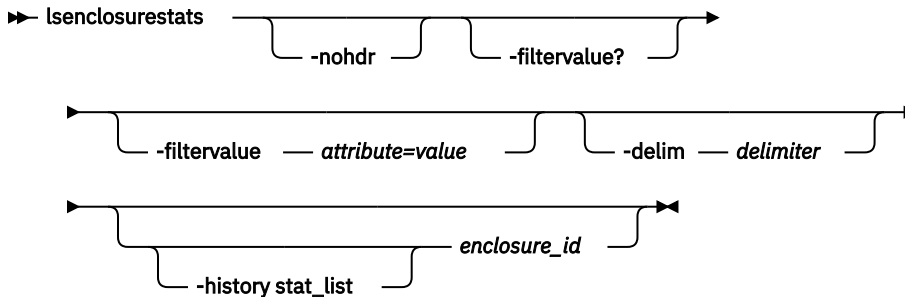 lsenclosurestats
-nohdr
-filtervalue?
-filtervalue attribute=value
-delim delimiter
enclosure_id
-history stat_list